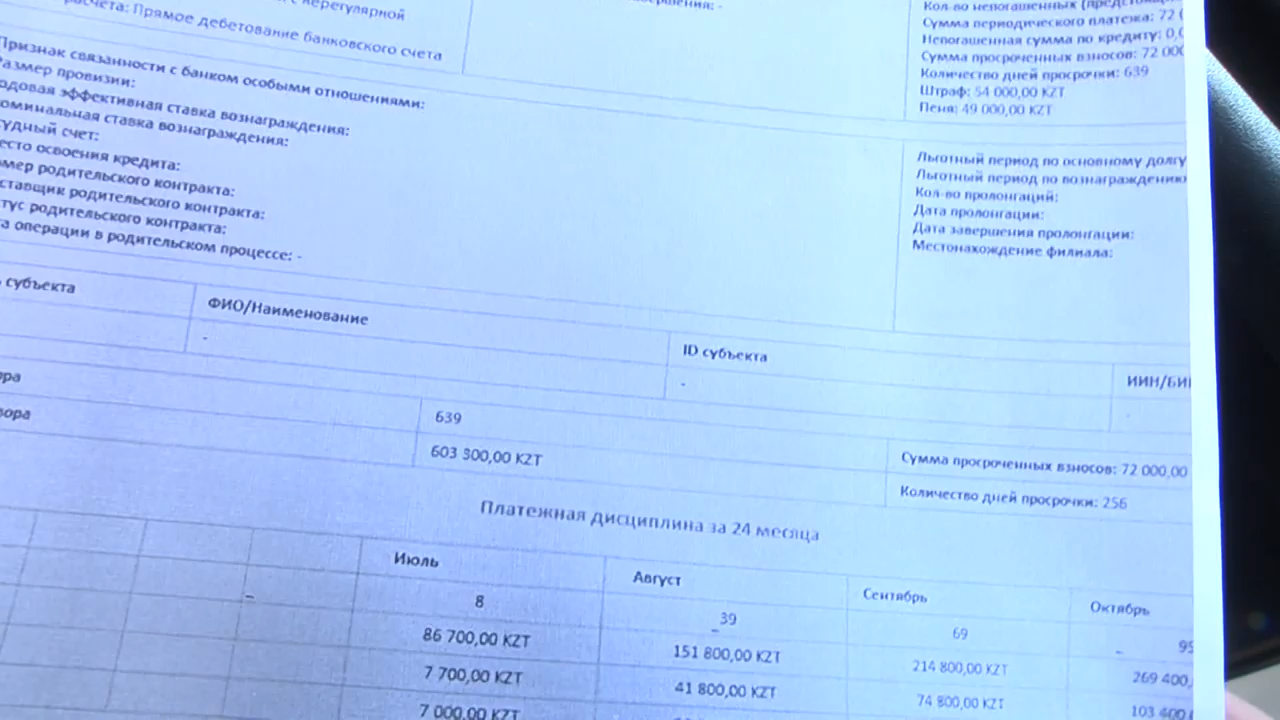 нерегулярной
расчета: Прямое дебетование банковского счета
Признак связанности с банком особыми отношениями:
Размер провизии:
одовая эффективная ставка вознаграждения:
оминальная ставка вознаграждения:
удный счет:
есто освоения кредита:
мер родительского контракта:
ставщик родительского контракта:
тус родительского контракта:
а операции в родительском процессе: -
Кол-во непогашенных
Сумма периодического платежа: 72
Непогашенная сумма по кредиту: 0,0
Сумма просроченных взносов: 72 000
Количество дней просрочки: 639
Штраф: 54 000,00 KZT
Пеня: 49 000,00 KZT
Льготный период по основному долгу
Льготный период по вознаграждению
Кол-во пролонгаций:
Дата пролонгации:
Дата завершения пролонгации:
Местонахождение филиала:
субъекта
ФИО/Наименование
ID субъекта
ИИН/БИН
-
-
-
ора
639
Сумма просроченных взносов: 72 000,00
вора
603 300,00 KZT
Количество дней просрочки: 256
Платежная дисциплина за 24 месяца
Июль Август Сентябрь Октябрь
8 39 69 95
86 700,00 KZT 151 800,00 KZT 214 800,00 KZT 269 400,
7 700,00 KZT 41 800,00 KZT 74 800,00 KZT 103 400,
7 000,00 KZT